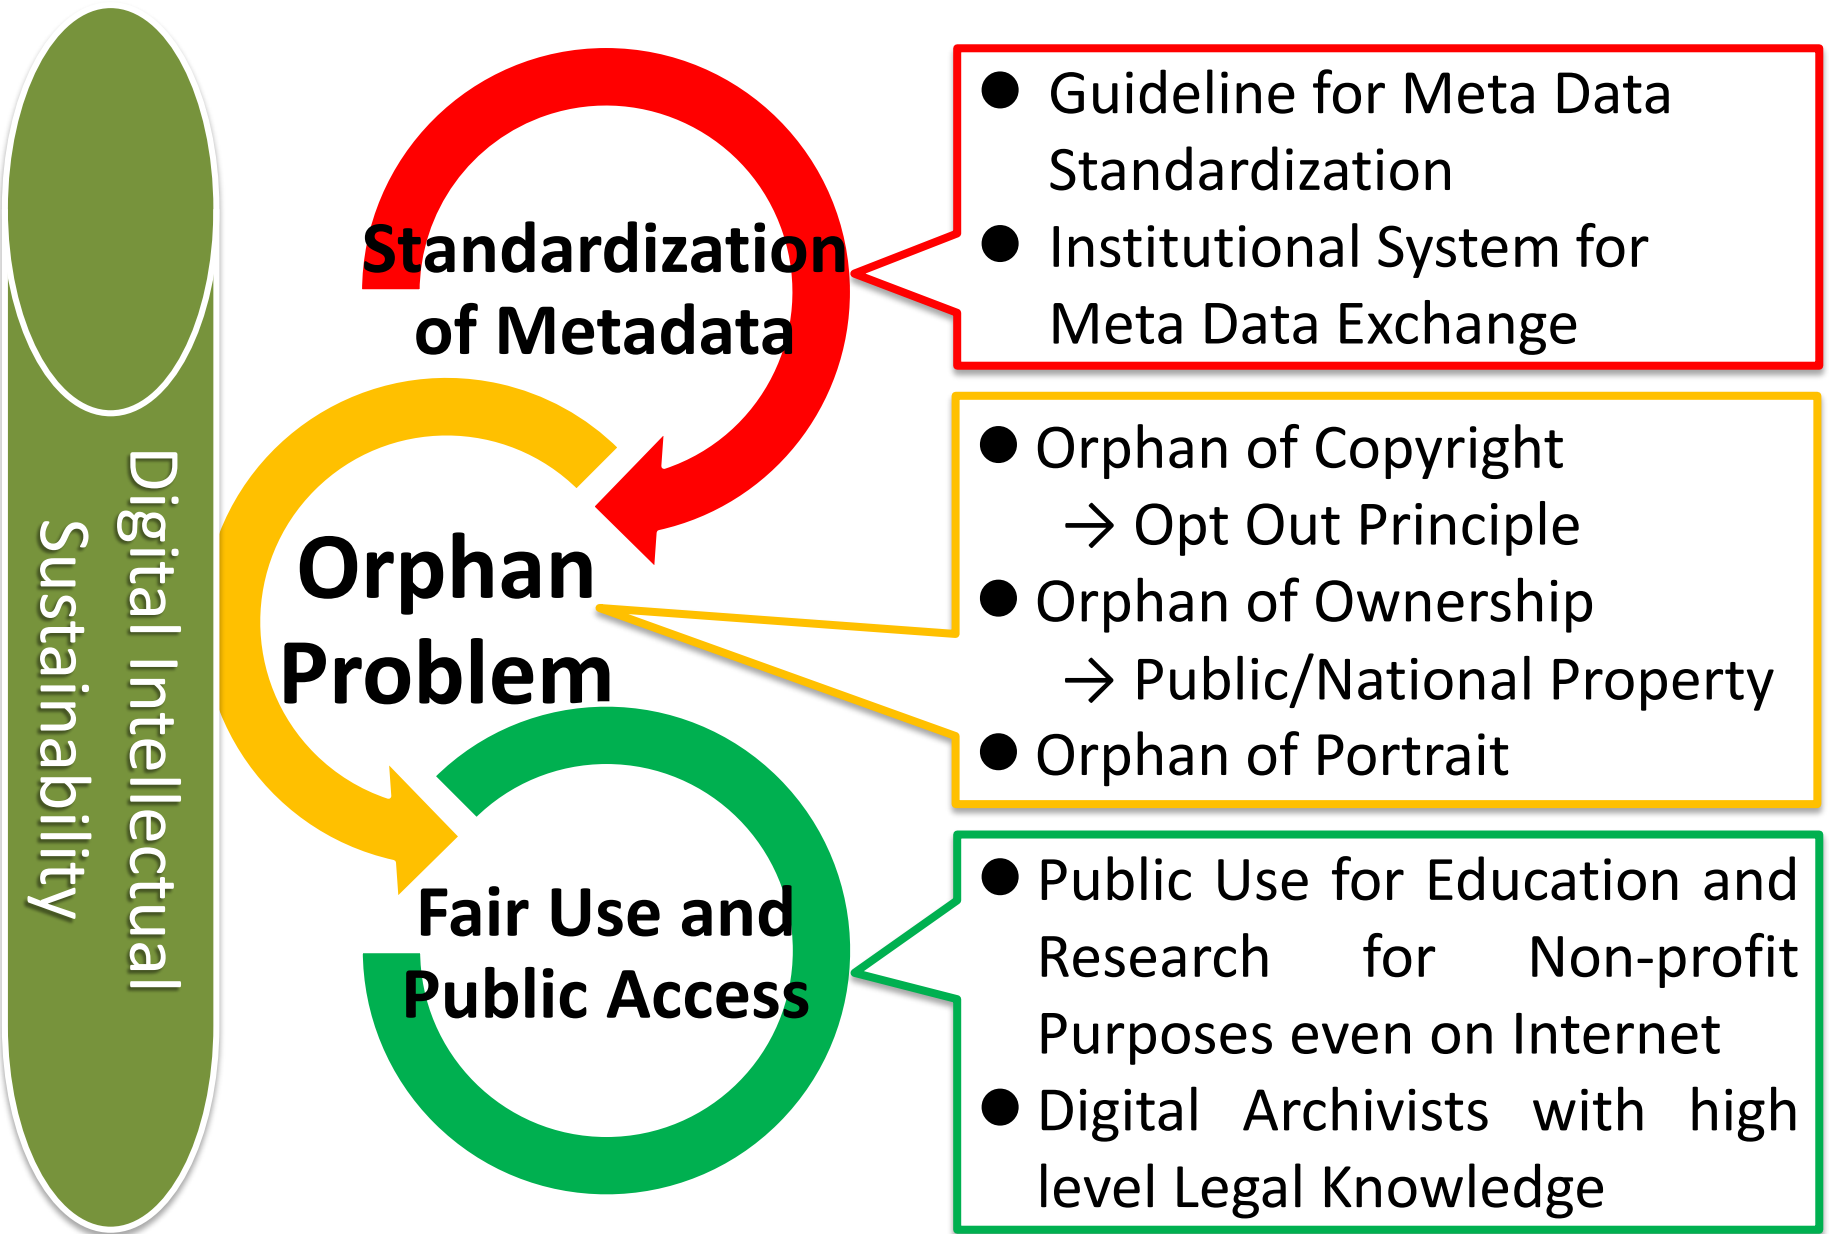 Digital Intellectual
Sustainability
Standardization
of Metadata
● Guideline for Meta Data
Standardization
● Institutional System for
Meta Data Exchange
Orphan
Problem
● Orphan of Copyright
→ Opt Out Principle
● Orphan of Ownership
→ Public/National Property
● Orphan of Portrait
Fair Use and
Public Access
● Public Use for Education and
Research for Non-profit
Purposes even on Internet
● Digital Archivists with high
level Legal Knowledge